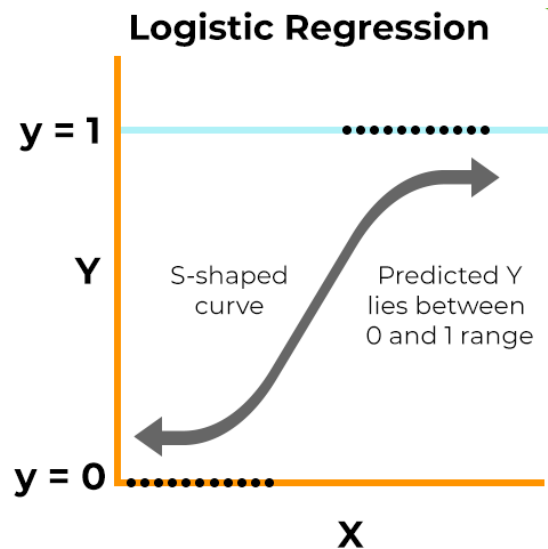 Logistic Regression
y = 1
Y
S-shaped
curve
Predicted Y
lies between
0 and 1 range
y = 0
X